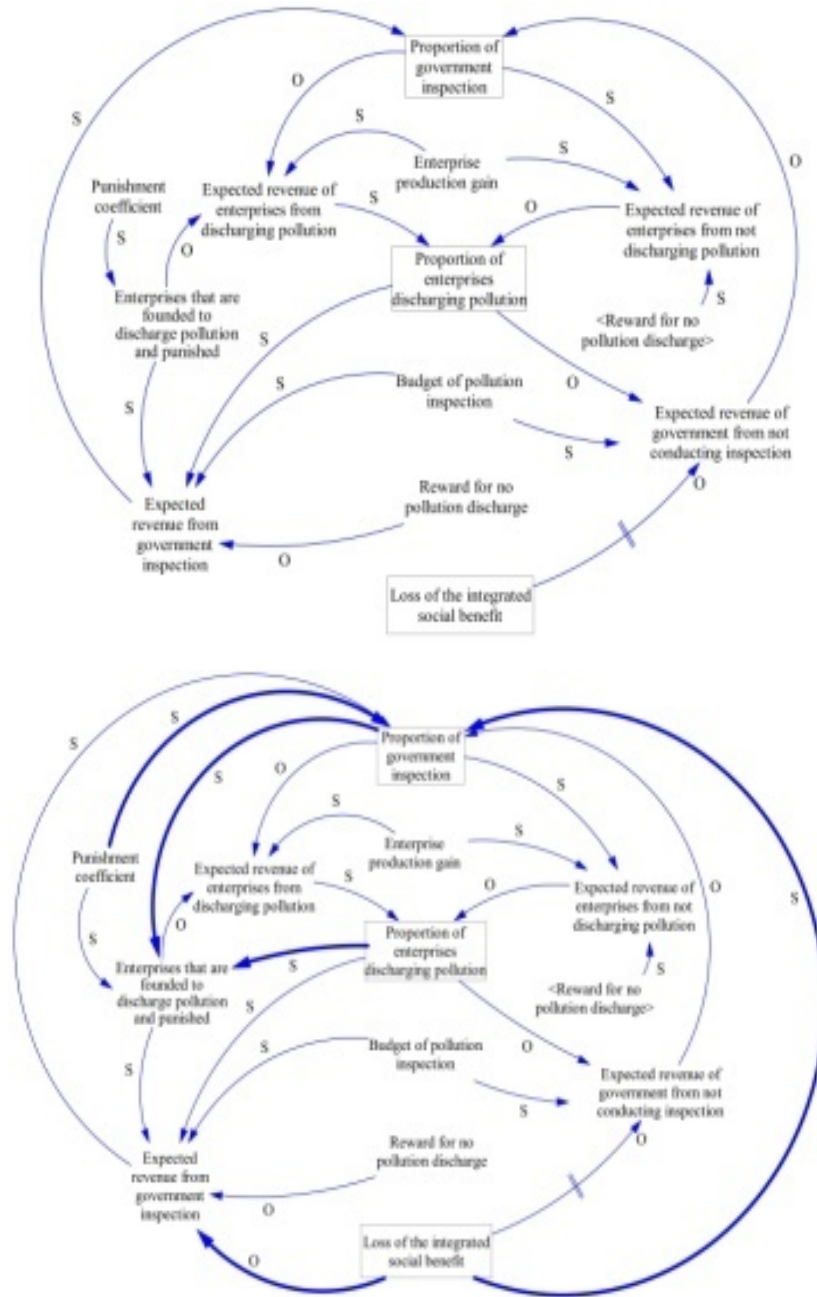 Proportion of
government
inspection
O
S
S
S
S
O
Enterprise
production gain
Punishment
coefficient
Expected revenue of
enterprises from
discharging pollution
S
O
Expected revenue of
enterprises from not
discharging pollution
S
O
Proportion of
enterprises
discharging pollution
Enterprises that are
founded to
discharge pollution
and punished
S
<Reward for no
pollution discharge>
S
O
S
S
Budget of pollution
inspection
S
Expected revenue of
government from not
conducting inspection
Reward for no
pollution discharge
O
Expected
revenue from
government
inspection
O
Loss of the integrated
social benefit
S
S
Proportion of
government
inspection
S
O
S
S
S
Enterprise
production gain
Punishment
coefficient
Expected revenue of
enterprises from
discharging pollution
S
O
Expected revenue of
enterprises from not
discharging pollution
O
S
O
S
Proportion of
enterprises
discharging pollution
Enterprises that are
founded to
discharge pollution
and punished
S
S
S
<Reward for no
pollution discharge>
S
S
Budget of pollution
inspection
O
S
Expected revenue of
government from not
conducting inspection
O
Expected
revenue from
government
inspection
Reward for no
pollution discharge
O
Loss of the integrated
social benefit
O